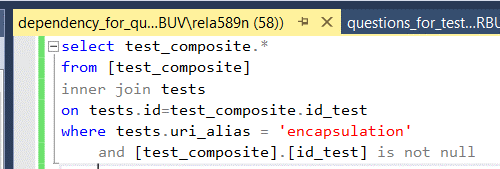 dependency_for_qu...BUV\rela589n (58)) questions_for_test...RBU
select test_composite.*
from [test_composite]
inner join tests
on tests.id=test_composite.id_test
where tests.uri_alias = 'encapsulation'
and [test_composite].[id_test] is not null